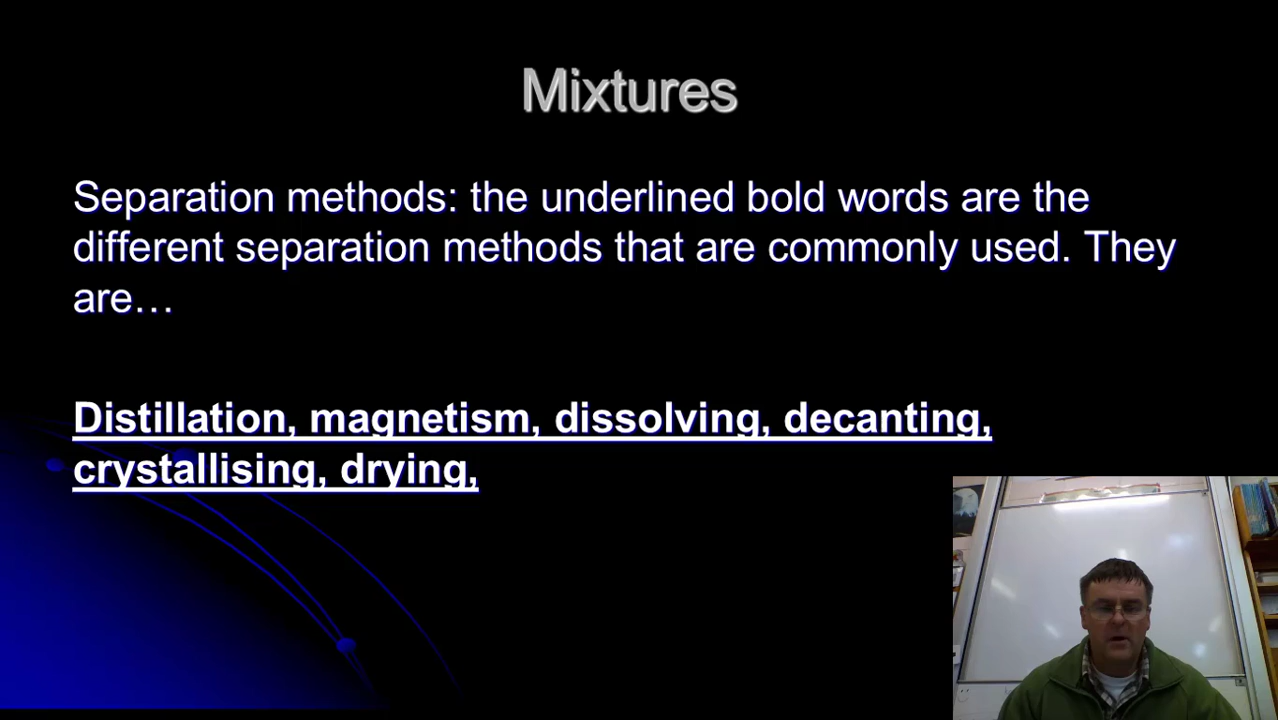 Mixtures
Separation methods: the underlined bold words are the
different separation methods that are commonly used. They
are…
Distillation, magnetism, dissolving, decanting,
crystallising, drying,